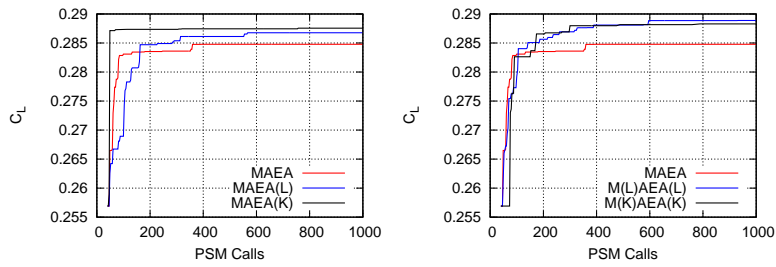 0.29
0.285
0.28
0.275
0.27
0.265
0.26
0.255
C_L
0 200 400 600 800 1000
PSM Calls
MAEA
MAEA(L)
MAEA(K)
0.29
0.285
0.28
0.275
0.27
0.265
0.26
0.255
C_L
0 200 400 600 800 1000
PSM Calls
MAEA
M(L)AEA(L)
M(K)AEA(K)